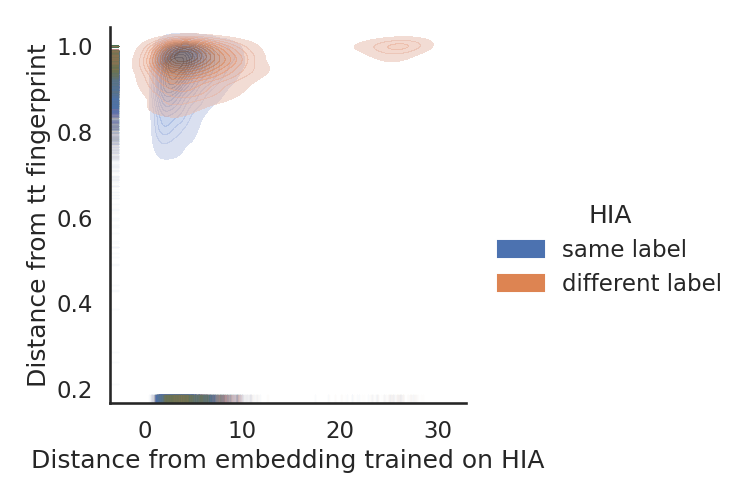 1.0
0.8
0.6
0.4
0.2
Distance from tt fingerprint
0 10 20 30
Distance from embedding trained on HIA
HIA
same label
different label